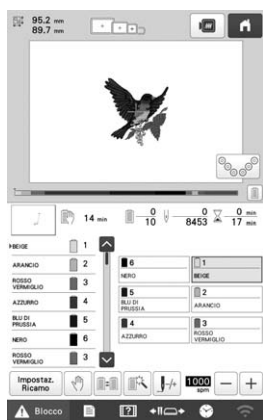 95.2 mm
89.7 mm
14 min
0
10
0
8453
0 min
17 min
BEIGE 1
ARANCIO 2
ROSSO
VERMIGLIO 3
AZZURRO 4
BLU DI
PRUSSIA 5
NERO 6
ROSSO
VERMIGLIO 3
6
NERO
1
BEIGE
5
BLU DI
PRUSSIA
2
ARANCIO
4
AZZURRO
3
ROSSO
VERMIGLIO
Impostaz.
Ricamo
1000
spm
Blocco